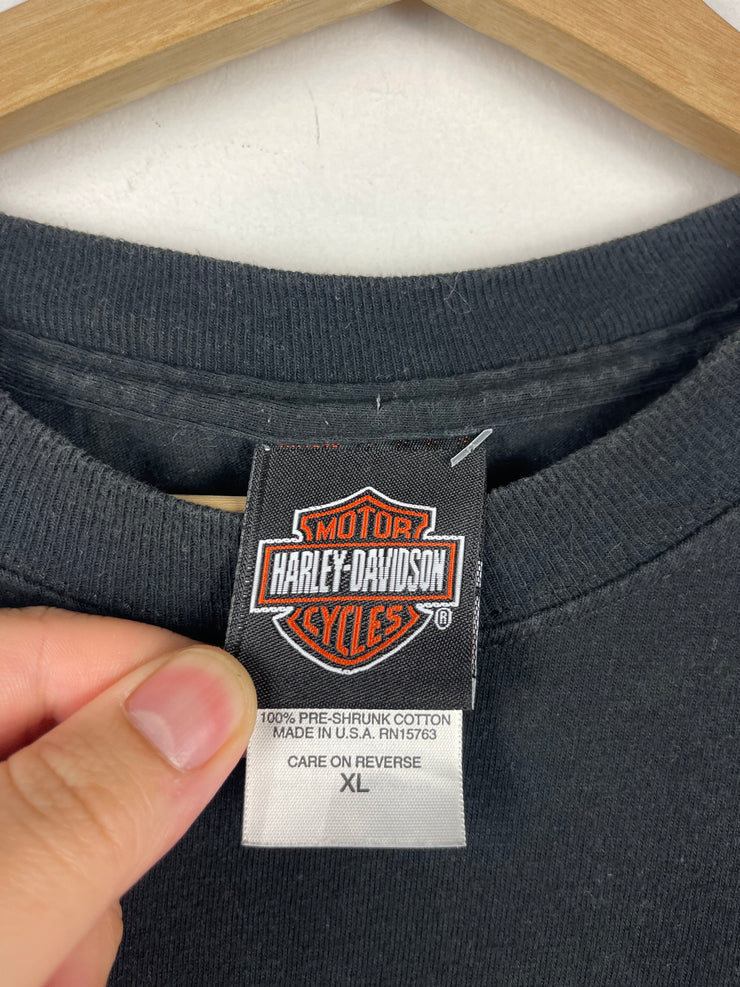 MOTOR
HARLEY-DAVIDSON
CYCLES
®
100% PRE-SHRUNK COTTON
MADE IN U.S.A. RN15763
CARE ON REVERSE
XL